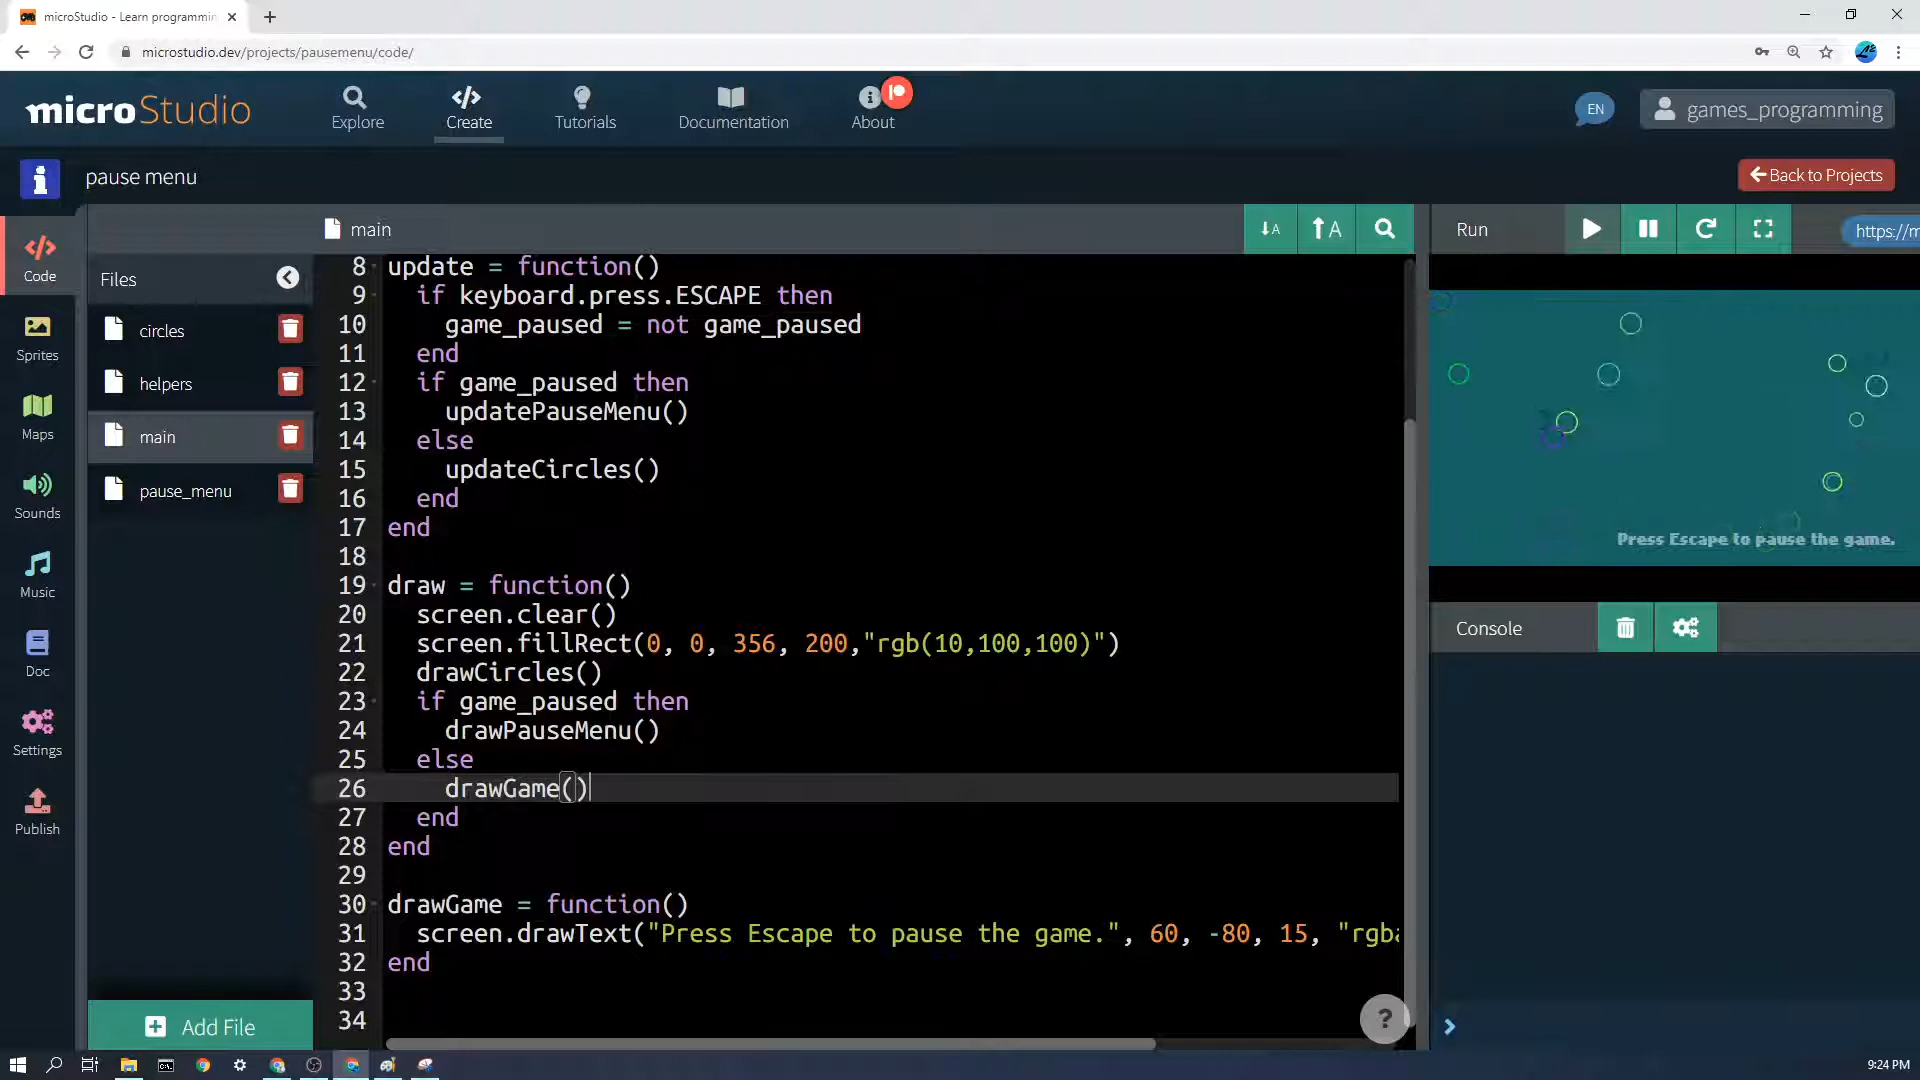 microStudio - Learn programmin
microstudio.dev/projects/pausemenu/code/
microStudio
Explore
Create
Tutorials
Documentation
About
EN
games_programming
pause menu
Back to Projects
Code
Sprites
Maps
Sounds
Music
Doc
Settings
Publish
Files
circles
helpers
main
pause_menu
Add File
main
A
A
8 update = function()
9 if keyboard.press.ESCAPE then
10 game_paused = not game_paused
11 end
12 if game_paused then
13 updatePauseMenu()
14 else
15 updateCircles()
16 end
17 end
18
19 draw = function()
20 screen.clear()
21 screen.fillRect(0, 0, 356, 200,"rgb(10,100,100)")
22 drawCircles()
23 if game_paused then
24 drawPauseMenu()
25 else
26 drawGame()
27 end
28 end
29
30 drawGame = function()
31 screen.drawText("Press Escape to pause the game.", 60, -80, 15, "rgba
32 end
33
34
?
Run
https://m
Press Escape to pause the game.
Console
9:24 PM